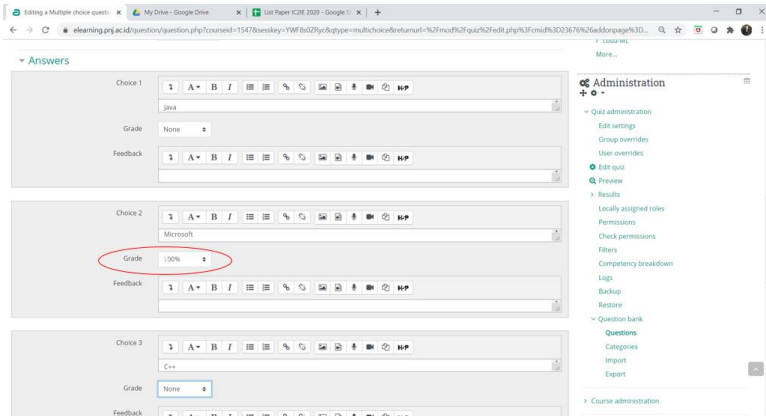 Editing a Multiple choice questio
My Drive - Google Drive
List Paper IC2IE 2020 - Google S
elearning.pnj.ac.id/question/question.php?courseid=1547&sesskey=YWF8s0ZRyc&qtype=multichoice&returnurl=%2Fmod%2Fquiz%2Fedit.php%3Fcmid%3D23676%26addonpage%3D...
More...
Answers
Choice 1
A B I H-P
Java
Grade None
Feedback
A B I H-P
Choice 2
A B I H-P
Microsoft
Grade 100%
Feedback
A B I H-P
Choice 3
A B I H-P
C++
Grade None
Feedback
A B I H-P
Administration
Quiz administration
Edit settings
Group overrides
User overrides
Edit quiz
Preview
Results
Locally assigned roles
Permissions
Check permissions
Filters
Competency breakdown
Logs
Backup
Restore
Question bank
Questions
Categories
Import
Export
Course administration